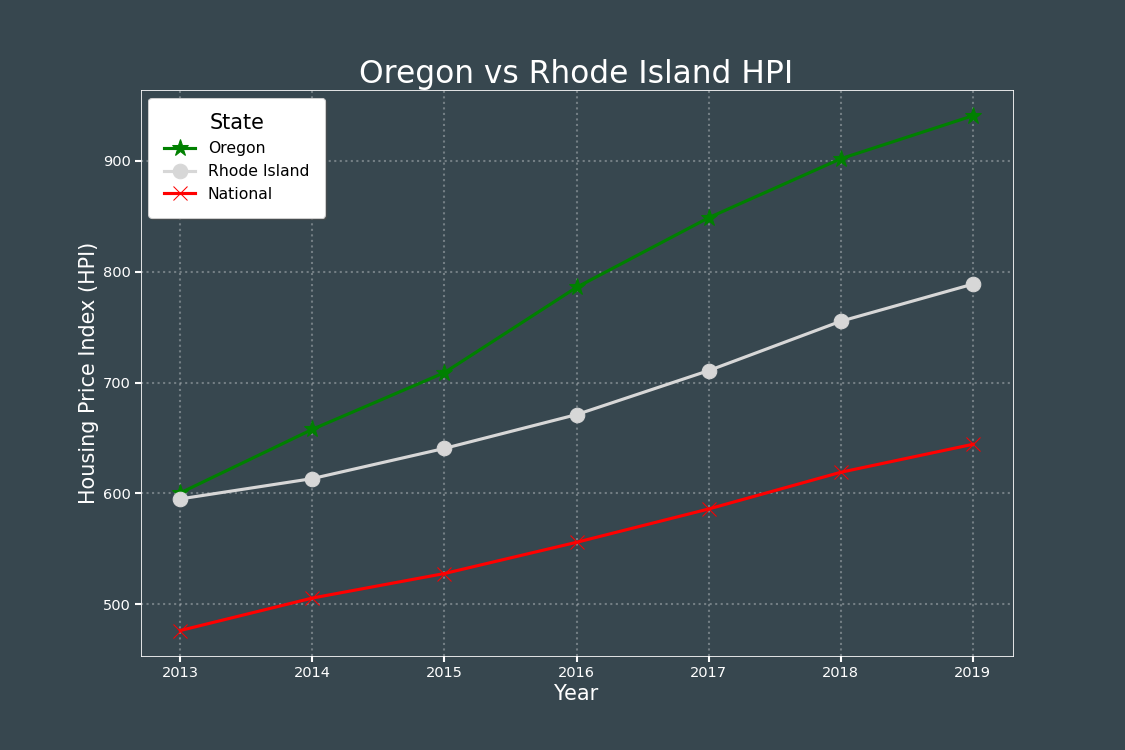 Oregon vs Rhode Island HPI
State
Oregon
Rhode Island
National
Housing Price Index (HPI)
900
800
700
600
500
2013 2014 2015 2016 2017 2018 2019
Year